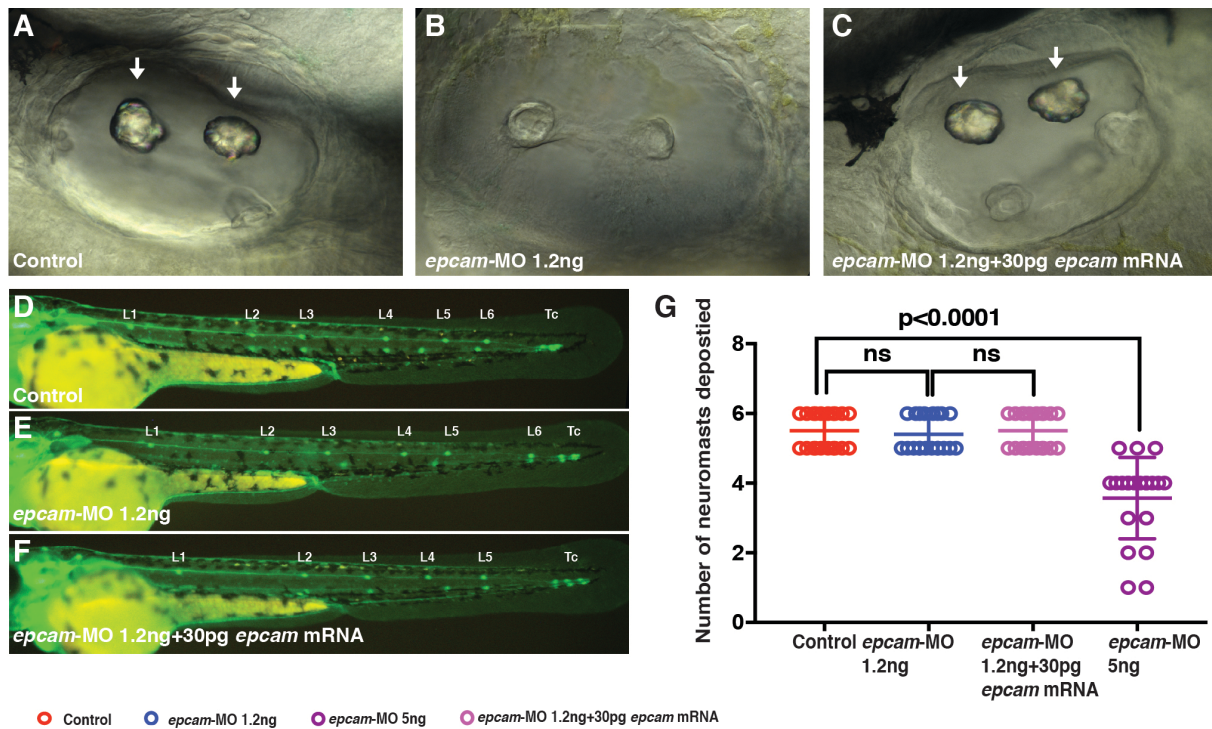 A
B
C
Control
epcam-MO 1.2ng
epcam-MO 1.2ng+30pg epcam mRNA
D
L1 L2 L3 L4 L5 L6 Tc
Control
E
L1 L2 L3 L4 L5 L6 Tc
epcam-MO 1.2ng
F
L1 L2 L3 L4 L5 Tc
epcam-MO 1.2ng+30pg epcam mRNA
G
Number of neuromasts depostied
p<0.0001
ns ns
8
6
4
2
0
Control epcam-MO epcam-MO epcam-MO
1.2ng 1.2ng+30pg 5ng
epcam mRNA
Control epcam-MO 1.2ng epcam-MO 5ng epcam-MO 1.2ng+30pg epcam mRNA